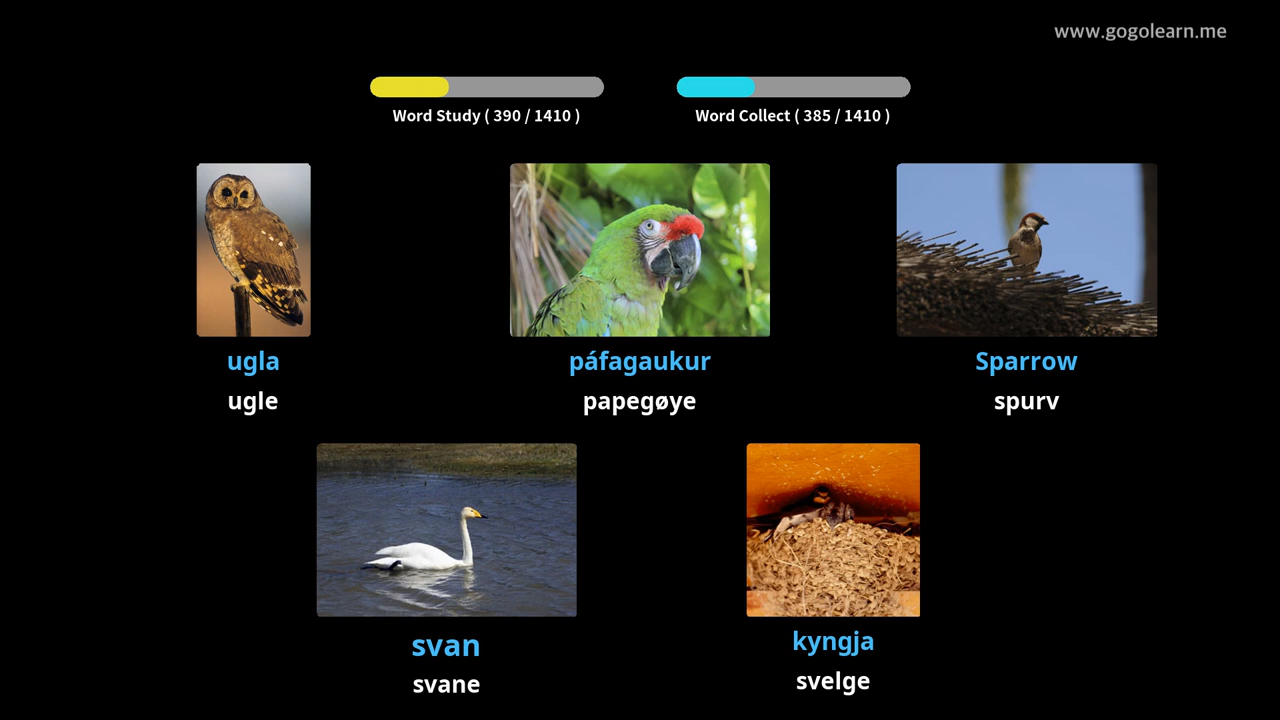 www.gogolearn.me
Word Study ( 390 / 1410 )
Word Collect ( 385 / 1410 )
ugla
ugle
páfagaukur
papegøye
Sparrow
spurv
svan
svane
kyngja
svelge